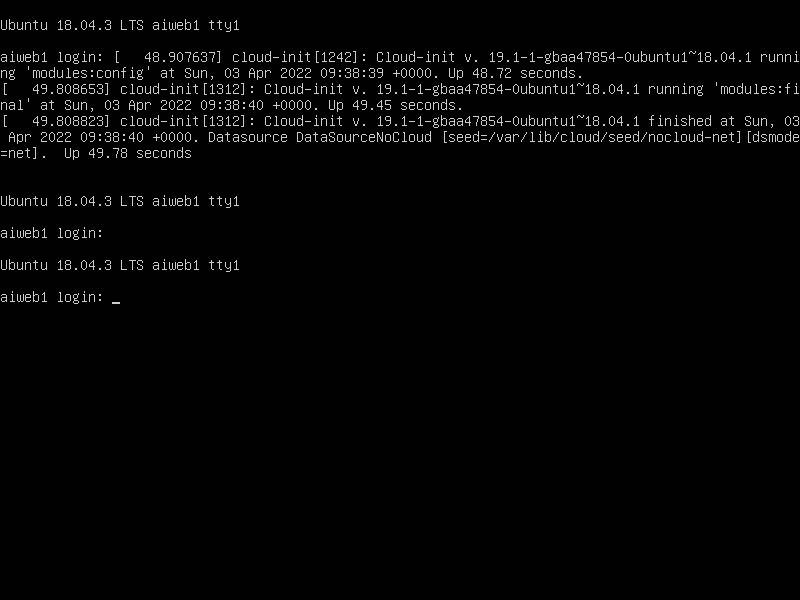 Ubuntu 18.04.3 LTS aiweb1 tty1
aiweb1 login: [   48.907637] cloud-init[1242]: Cloud-init v. 19.1-1-gbaa47854-0ubuntu1~18.04.1 runni
ng 'modules:config' at Sun, 03 Apr 2022 09:38:39 +0000. Up 48.72 seconds.
[   49.808653] cloud-init[1312]: Cloud-init v. 19.1-1-gbaa47854-0ubuntu1~18.04.1 running 'modules:fi
nal' at Sun, 03 Apr 2022 09:38:40 +0000. Up 49.45 seconds.
[   49.808823] cloud-init[1312]: Cloud-init v. 19.1-1-gbaa47854-0ubuntu1~18.04.1 finished at Sun, 03
 Apr 2022 09:38:40 +0000. Datasource DataSourceNoCloud [seed=/var/lib/cloud/seed/nocloud-net][dsmode
=net].  Up 49.78 seconds
Ubuntu 18.04.3 LTS aiweb1 tty1
aiweb1 login:
Ubuntu 18.04.3 LTS aiweb1 tty1
aiweb1 login: _